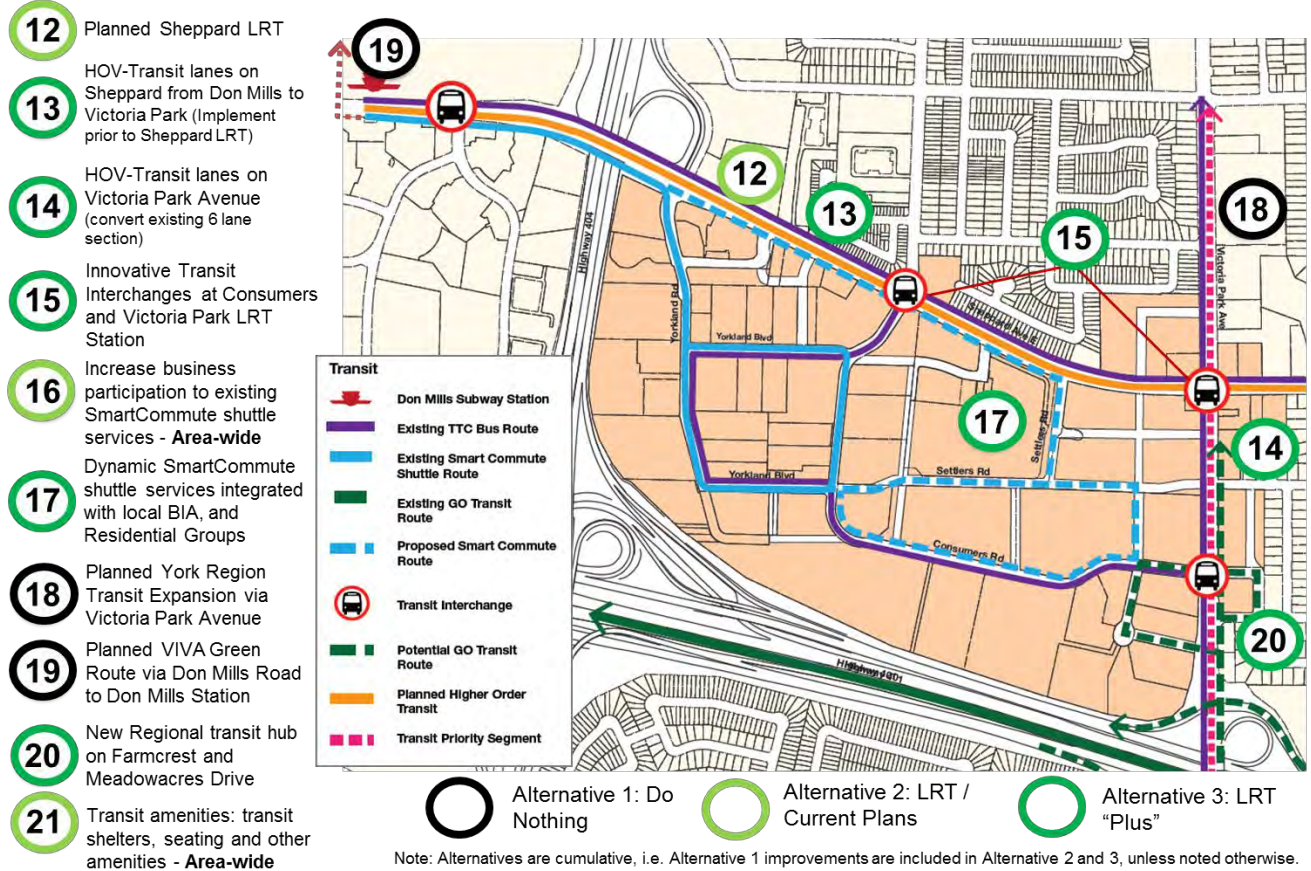 12
Planned Sheppard LRT
13
HOV-Transit lanes on
Sheppard from Don Mills to
Victoria Park (Implement
prior to Sheppard LRT)
14
HOV-Transit lanes on
Victoria Park Avenue
(convert existing 6 lane
section)
15
Innovative Transit
Interchanges at Consumers
and Victoria Park LRT
Station
16
Increase business
participation to existing
SmartCommute shuttle
services - Area-wide
17
Dynamic SmartCommute
shuttle services integrated
with local BIA, and
Residential Groups
18
Planned York Region
Transit Expansion via
Victoria Park Avenue
19
Planned VIVA Green
Route via Don Mills Road
to Don Mills Station
20
New Regional transit hub
on Farmcrest and
Meadowacres Drive
21
Transit amenities: transit
shelters, seating and other
amenities - Area-wide
19
12
13
15
18
17
14
20
Highway 404
Yorkland Rd
Yorkland Blvd
Yorkland Blvd
Sheppard Ave E
Victoria Park Ave
Settlers Rd
Settlers Rd
Consumers Rd
Transit
Don Mills Subway Station
Existing TTC Bus Route
Existing Smart Commute
Shuttle Route
Existing GO Transit
Route
Proposed Smart Commute
Route
Transit Interchange
Potential GO Transit
Route
Planned Higher Order
Transit
Transit Priority Segment
Alternative 1: Do
Nothing
Alternative 2: LRT /
Current Plans
Alternative 3: LRT
“Plus”
Note: Alternatives are cumulative, i.e. Alternative 1 improvements are included in Alternative 2 and 3, unless noted otherwise.